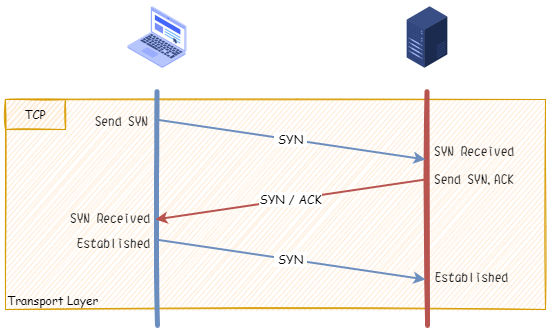 TCP
Send SYN
SYN
SYN Received
Send SYN,ACK
SYN / ACK
SYN Received
Established
SYN
Established
Transport Layer